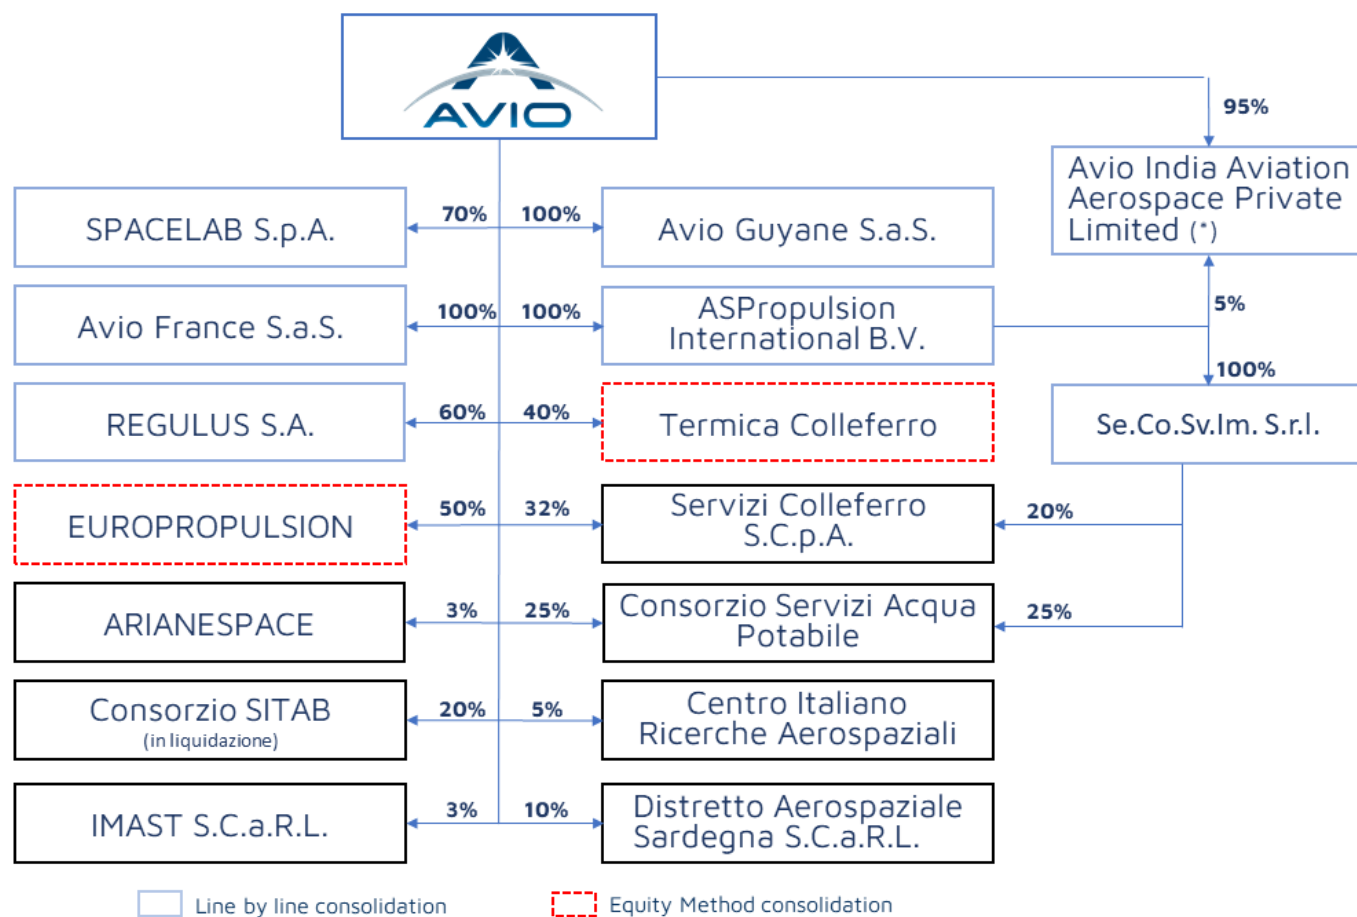 AVIO
95%
Avio India Aviation
Aerospace Private
Limited (*)
SPACELAB S.p.A.
70%
100%
Avio Guyane S.a.S.
Avio France S.a.S.
100%
100%
ASPropulsion
International B.V.
5%
100%
REGULUS S.A.
60%
40%
Termica Colleferro
Se.Co.Sv.Im. S.r.l.
EUROPROPULSION
50%
32%
Servizi Colleferro
S.C.p.A.
20%
ARIANESPACE
3%
25%
Consorzio Servizi Acqua
Potabile
25%
Consorzio SITAB
(in liquidazione)
20%
5%
Centro Italiano
Ricerche Aerospaziali
IMAST S.C.a.R.L.
3%
10%
Distretto Aerospaziale
Sardegna S.C.a.R.L.
Line by line consolidation
Equity Method consolidation